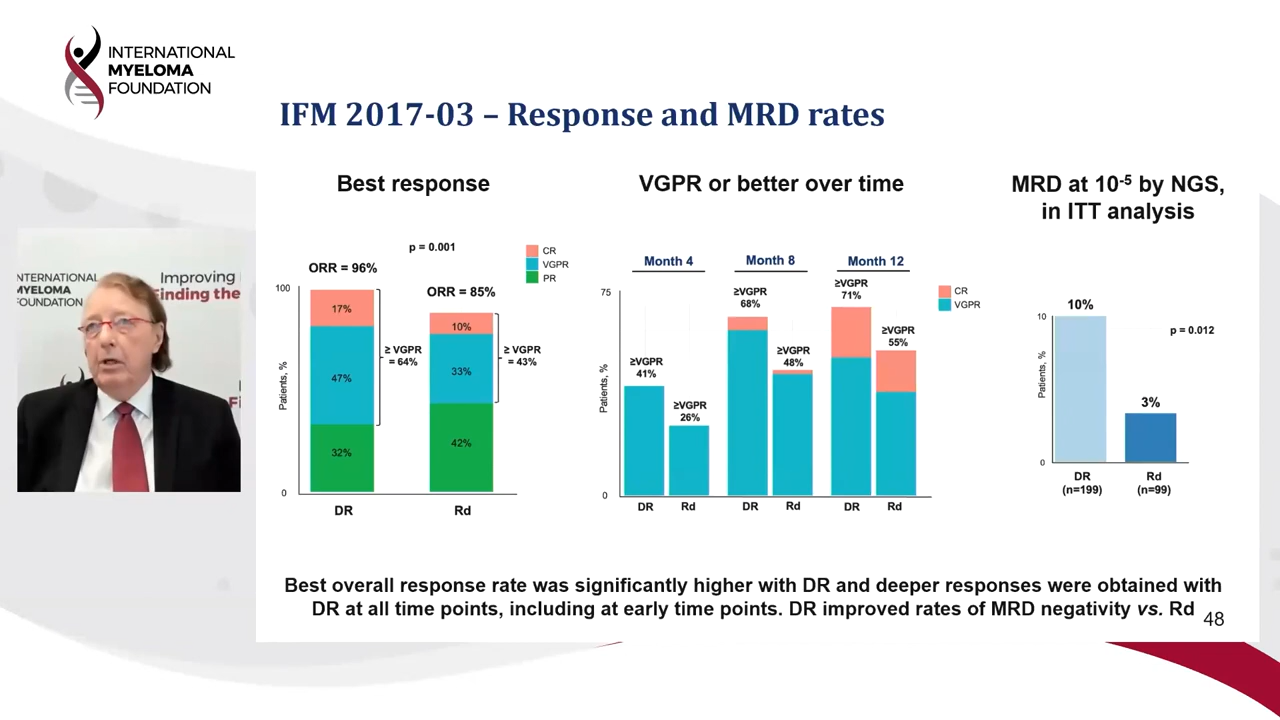 INTERNATIONAL
MYELOMA
FOUNDATION
IFM 2017-03 – Response and MRD rates
Best response
p = 0.001
CR
VGPR
PR
ORR = 96%
ORR = 85%
100
Patients, %
0
17%
47%
32%
≥ VGPR
= 64%
10%
33%
42%
≥ VGPR
= 43%
DR
Rd
VGPR or better over time
Month 4
Month 8
Month 12
CR
VGPR
75
Patients, %
0
≥VGPR
41%
≥VGPR
26%
≥VGPR
68%
≥VGPR
48%
≥VGPR
71%
≥VGPR
55%
DR
Rd
DR
Rd
DR
Rd
MRD at 10-5 by NGS,
in ITT analysis
10%
p = 0.012
10
Patients, %
0
3%
DR
(n=199)
Rd
(n=99)
INTERNATIONAL
MYELOMA
FOUNDATION
Improving
Finding the
Best overall response rate was significantly higher with DR and deeper responses were obtained with
DR at all time points, including at early time points. DR improved rates of MRD negativity vs. Rd
48